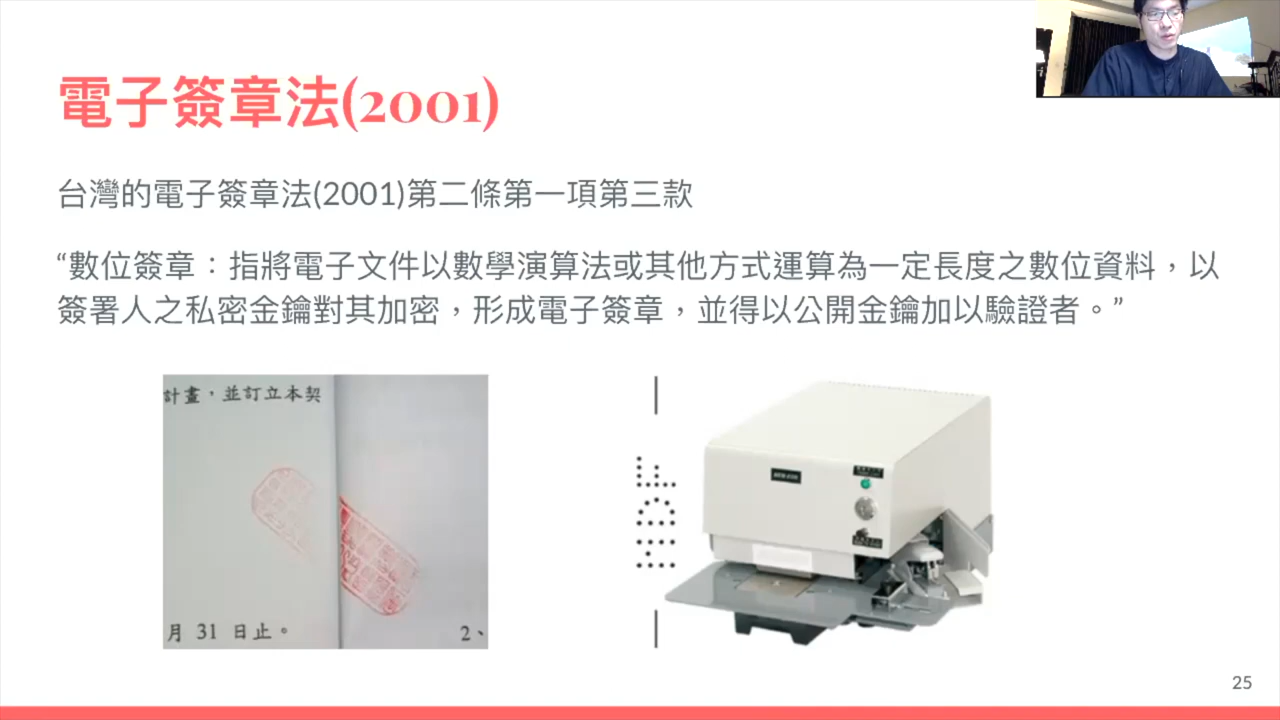 電子簽章法(2001)
台灣的電子簽章法(2001)第二條第一項第三款
“數位簽章：指將電子文件以數學演算法或其他方式運算為一定長度之數位資料，以
簽署人之私密金鑰對其加密，形成電子簽章，並得以公開金鑰加以驗證者。”
計畫，並訂立本契
月 31 日止。
2、
25